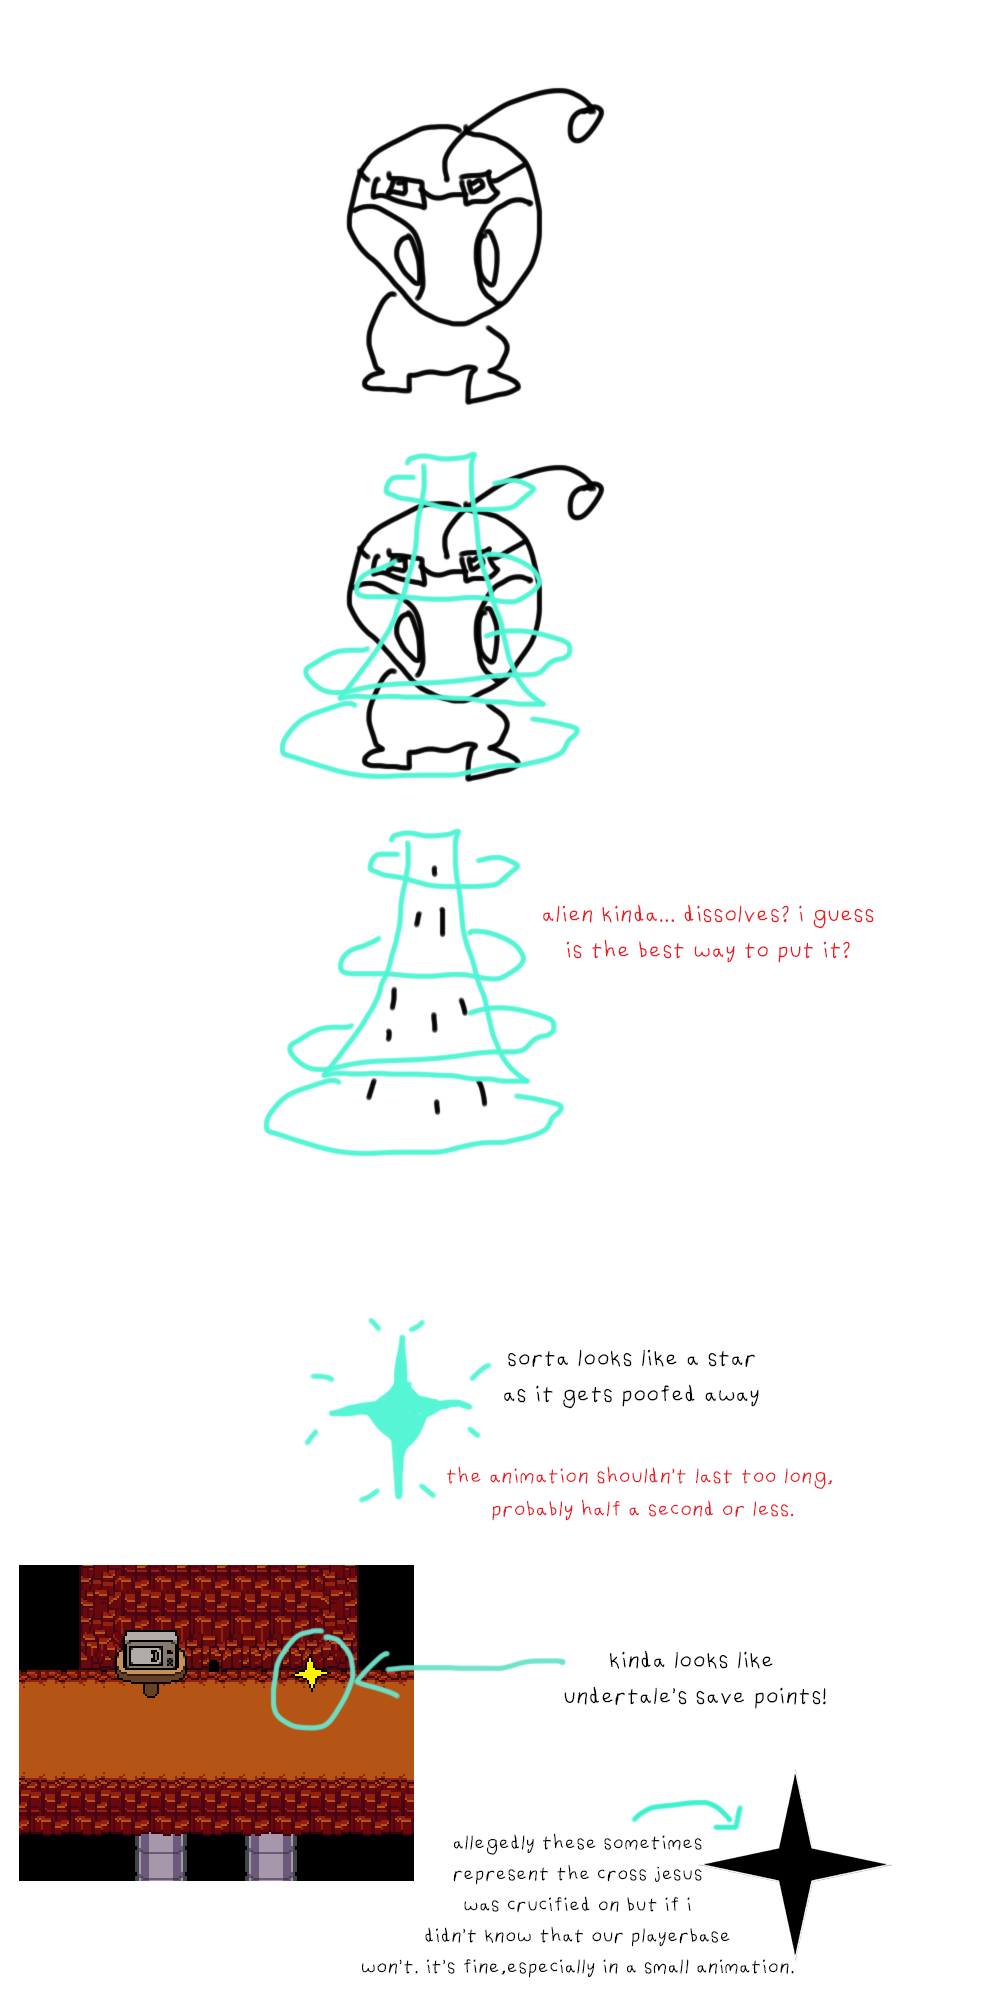 alien kinda... dissolves? i guess
is the best way to put it?
sorta looks like a star
as it gets poofed away
the animation shouldn't last too long,
probably half a second or less.
kinda looks like
undertale's save points!
allegedly these sometimes
represent the cross jesus
was crucified on but if i
didn't know that our playerbase
won't. it's fine,especially in a small animation.